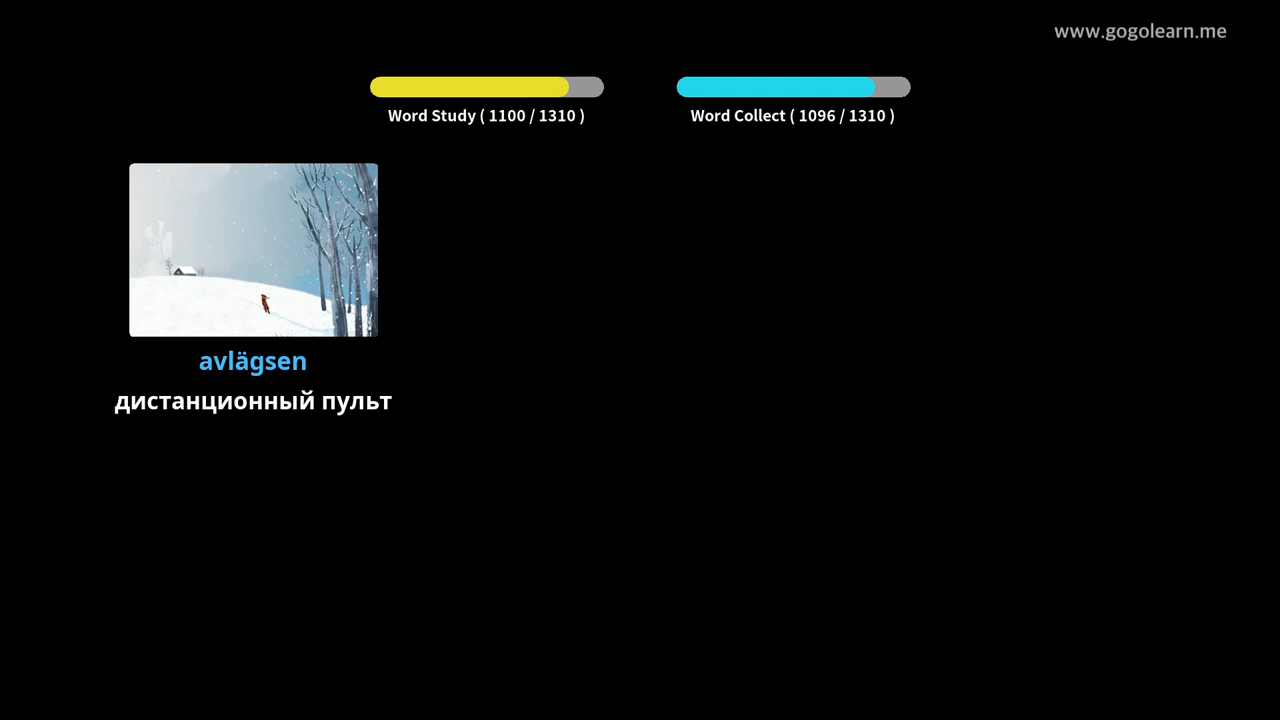 www.gogolearn.me
Word Study ( 1100 / 1310 )
Word Collect ( 1096 / 1310 )
avlägsen
дистанционный пульт